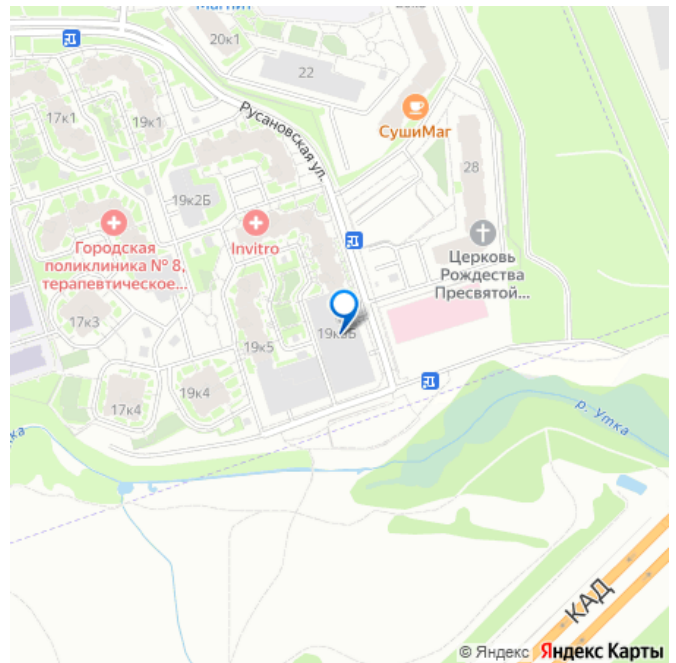 Магнит
20к1
22
17к1
19к1
Русановская ул.
СушиМаг
28
19к2Б
Городская
поликлиника № 8,
терапевтическое...
Invitro
Церковь
Рождества
Пресвятой...
17к3
19к5
19к4
17к4
р. Утка
КАД
© Яндекс Яндекс Карты